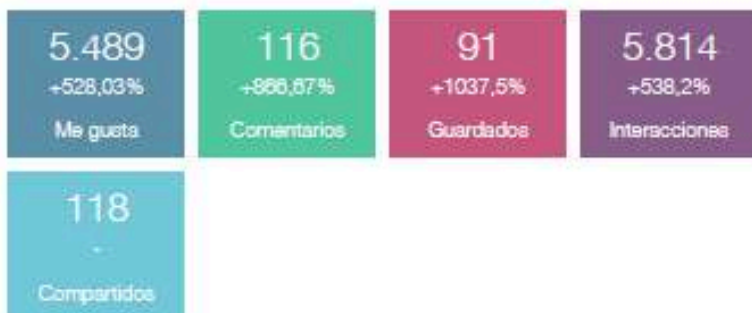 5.489
+528,03%
Me gusta
116
+866,67%
Comentarios
91
+1037,5%
Guardados
5.814
+538,2%
Interacciones
118
-
Compartidos